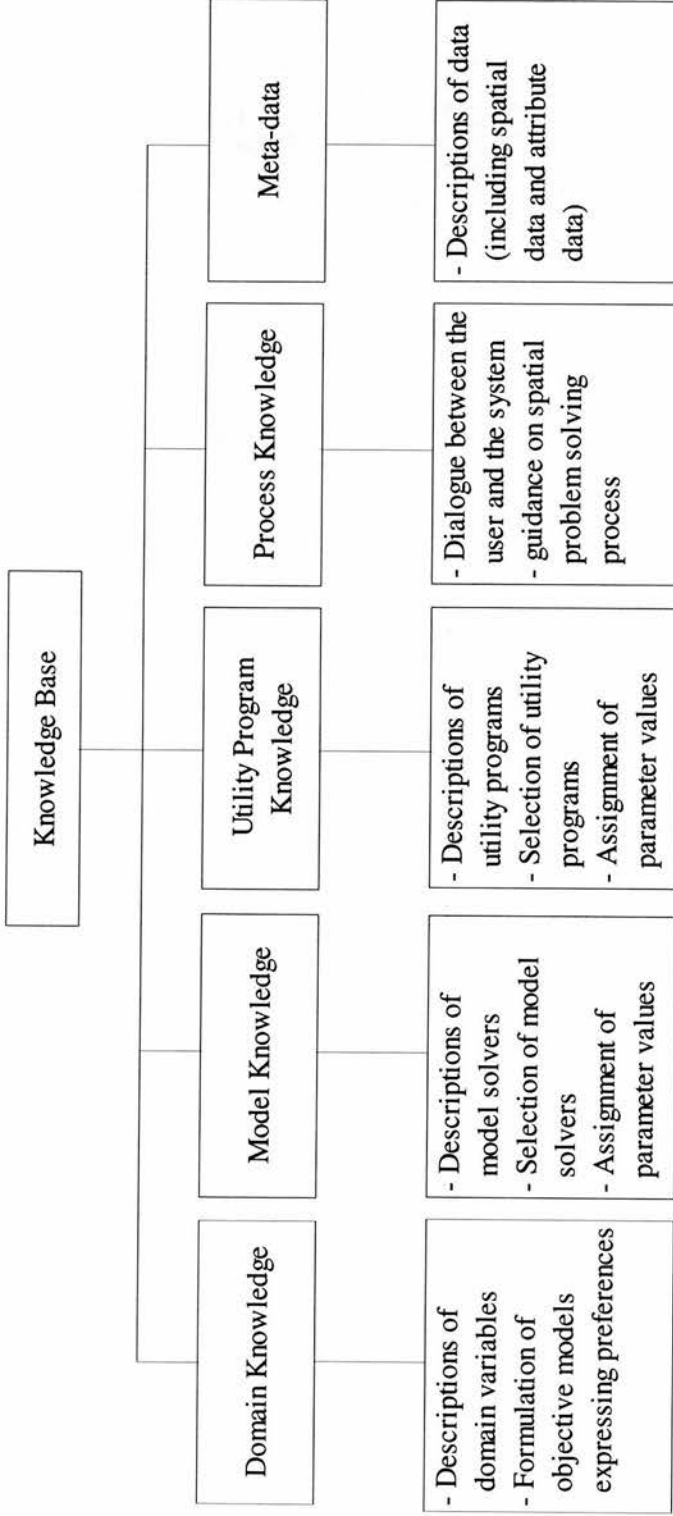 Knowledge Base
Domain Knowledge
Model Knowledge
Utility Program
Knowledge
Process Knowledge
Meta-data
- Descriptions of
domain variables
- Formulation of
objective models
expressing preferences
- Descriptions of
model solvers
- Selection of model
solvers
- Assignment of
parameter values
- Descriptions of
utility programs
- Selection of utility
programs
- Assignment of
parameter values
- Dialogue between the
user and the system
- guidance on spatial
problem solving
process
- Descriptions of data
(including spatial
data and attribute
data)